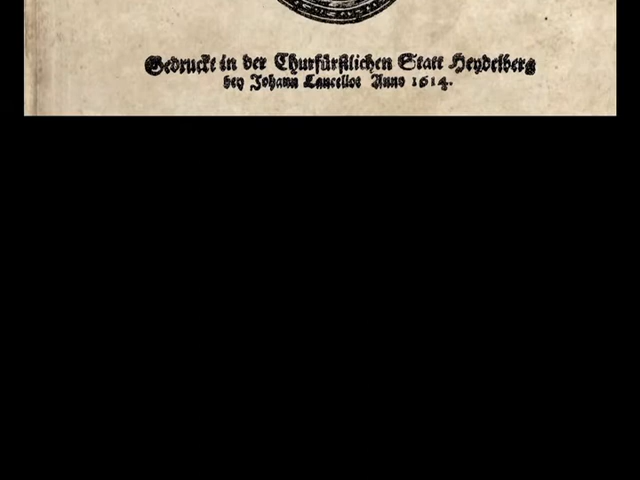 Gedruckt in der Churfürstlichen Statt Heydelberg
bey Johann Lancellot Anno 1614.